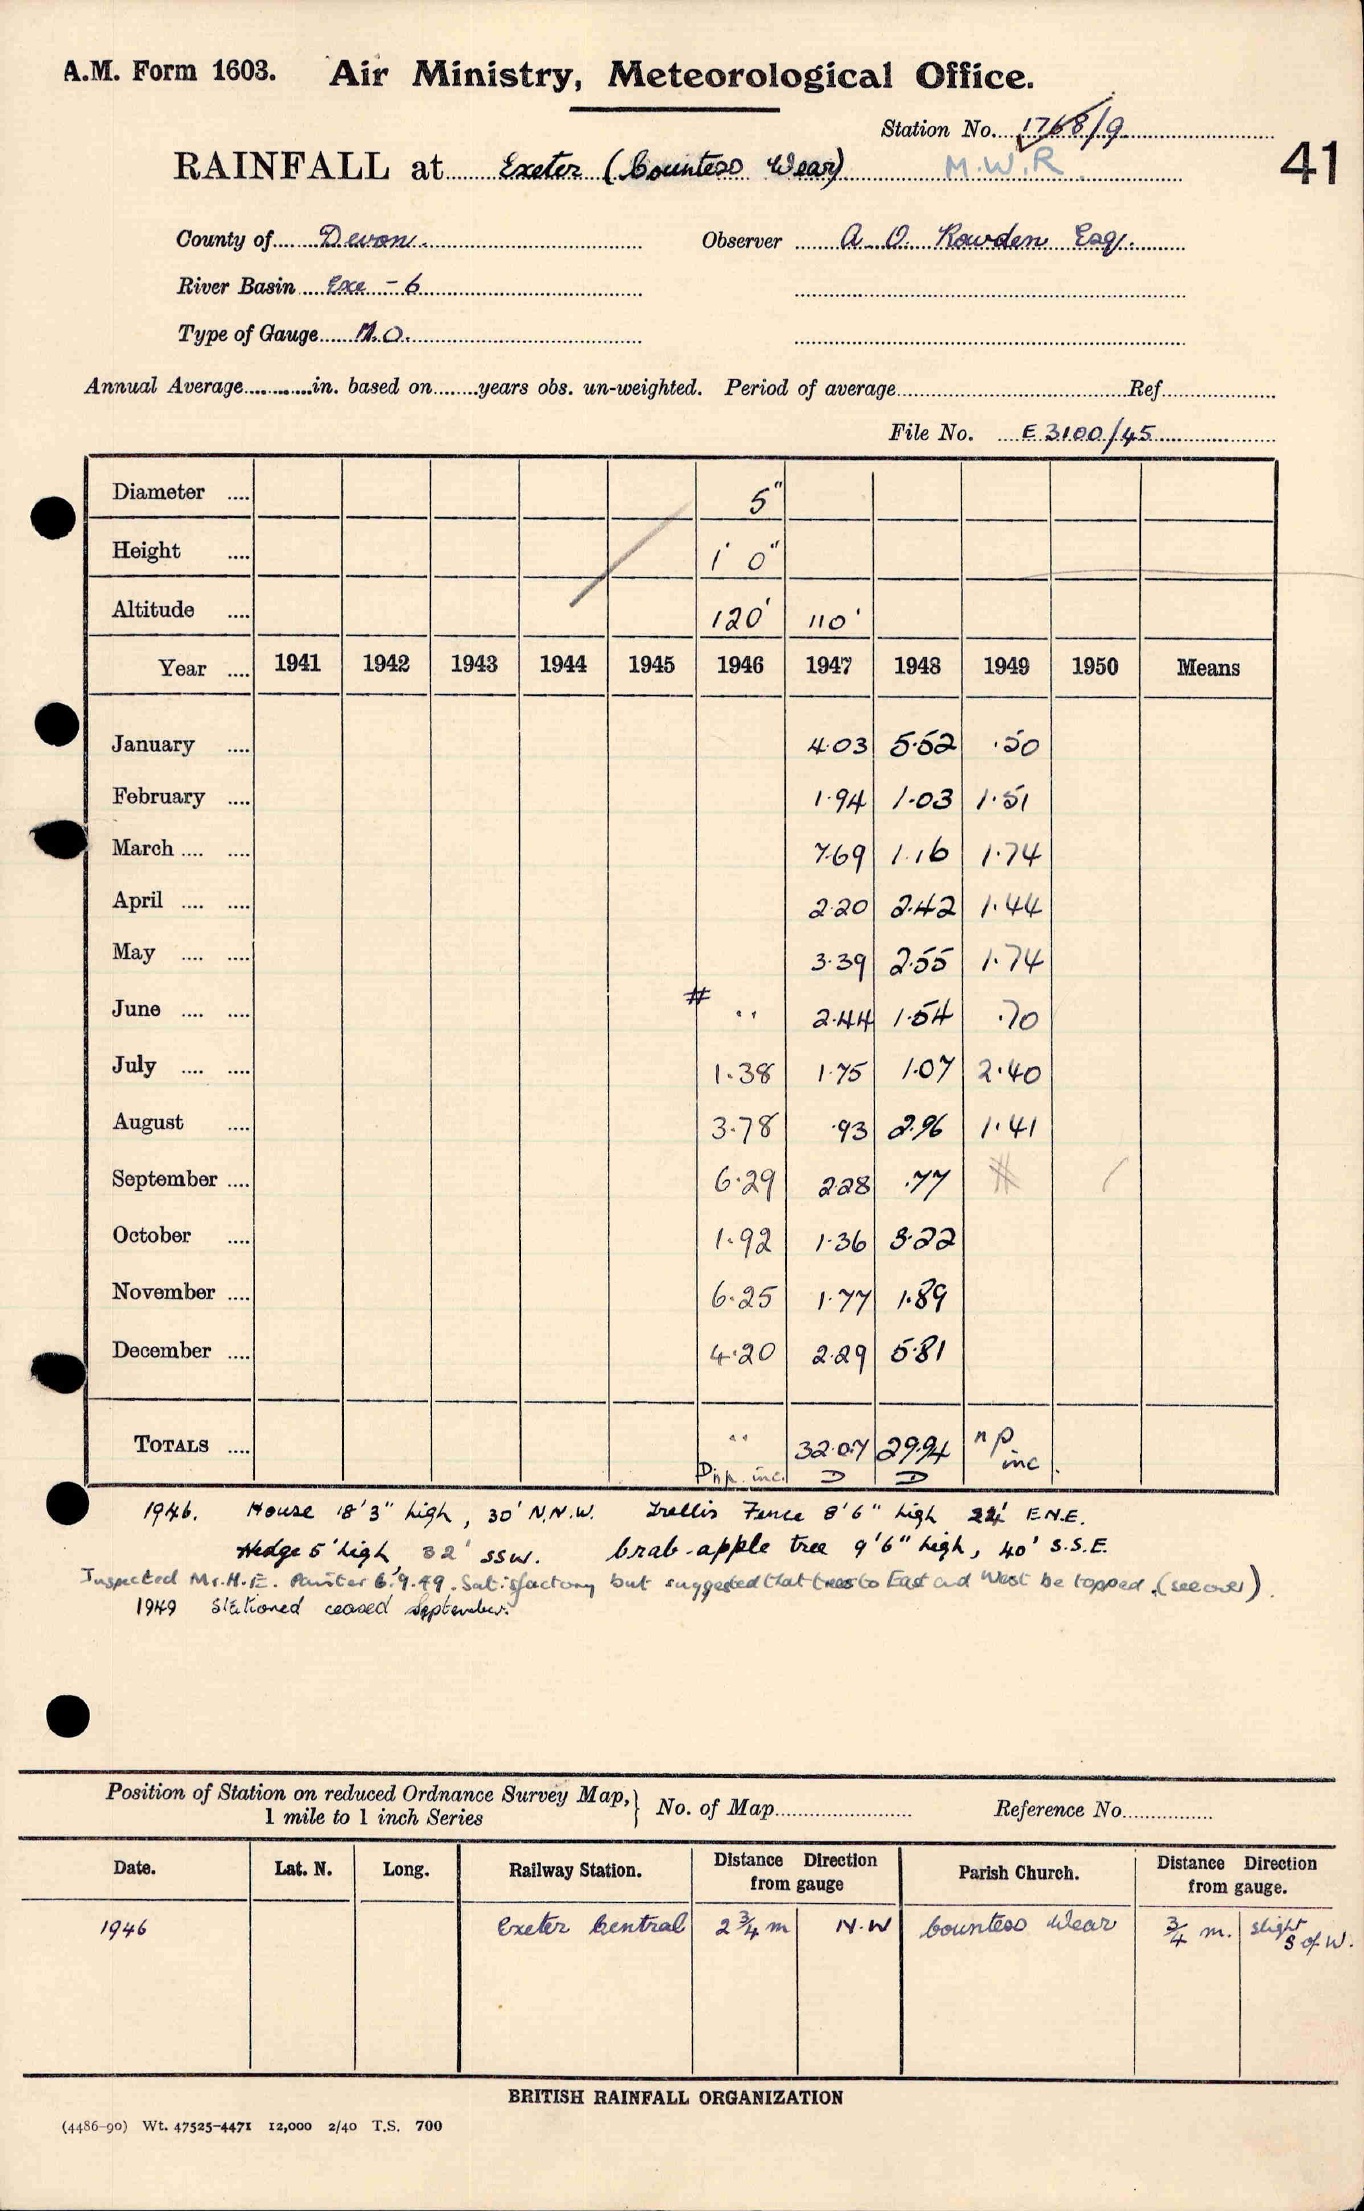 A.M. Form 1603. Air Ministry, Meteorological Office.
Station No. 1768/9
RAINFALL at Exeter (Countess Wear) M.W.R.
41
County of Devon. Observer A. O. Rowden Esq.
River Basin Exe - 6
Type of Gauge M.O.
Annual Average in. based on years obs. un-weighted. Period of average Ref
File No. E 3100/45
Diameter .... 5"
Height .... 1' 0"
Altitude .... 120' 110'
Year .... 1941 1942 1943 1944 1945 1946 1947 1948 1949 1950 Means
January .... 4.03 5.52 .50
February .... 1.94 1.03 1.51
March .... .... 7.69 1.16 1.74
April .... .... 2.20 2.42 1.44
May .... .... 3.39 2.55 1.74
June .... .... # .. 2.44 1.54 .70
July .... .... 1.38 1.75 1.07 2.40
August .... 3.78 .93 2.96 1.41
September .... 6.29 2.28 .77 #
October .... 1.92 1.36 3.22
November .... 6.25 1.77 1.89
December .... 4.20 2.29 5.81
TOTALS .... .. 32.07 29.94 np inc
inc. D D
1946. House 18'3" high, 30' N.N.W. Trellis Fence 8'6" high 24' E.N.E.
Hedge 5' high, 32' SSW. Crab-apple tree 9'6" high, 40' S.S.E.
Inspected Mr. H. E. Painter 6.9.49. Satisfactory but suggested that trees to East and West be topped. (see over).
1949 Stationed ceased September.
Position of Station on reduced Ordnance Survey Map, 1 mile to 1 inch Series } No. of Map Reference No.
Date. Lat. N. Long. Railway Station. Distance Direction from gauge Parish Church. Distance Direction from gauge.
1946 Exeter Central 2 3/4 m N.W Countess Wear 3/4 m. slight S of W.
BRITISH RAINFALL ORGANIZATION
(4486-90) Wt. 47525-4471 12,000 2/40 T.S. 700